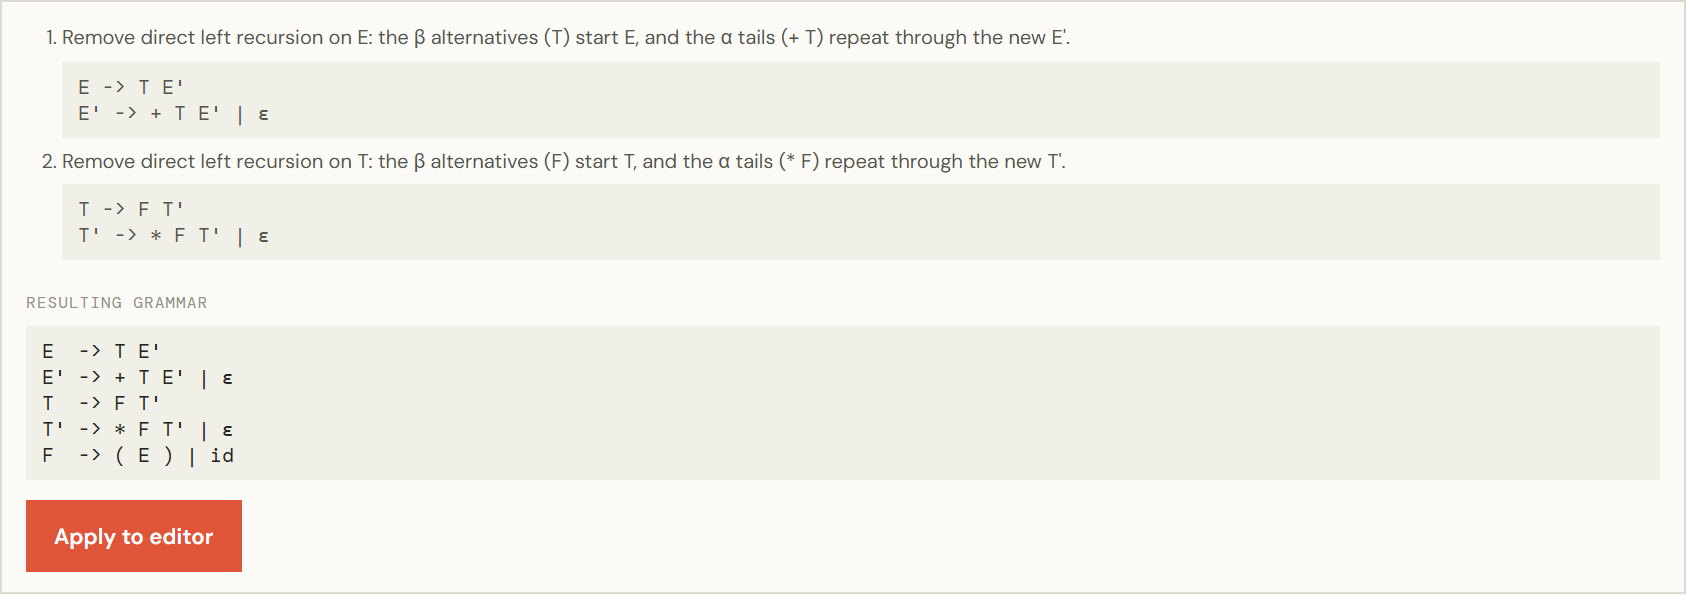 1. Remove direct left recursion on E: the β alternatives (T) start E, and the α tails (+ T) repeat through the new E'.
E -> T E'
E' -> + T E' | ε
2. Remove direct left recursion on T: the β alternatives (F) start T, and the α tails (* F) repeat through the new T'.
T -> F T'
T' -> * F T' | ε
RESULTING GRAMMAR
E  -> T E'
E' -> + T E' | ε
T  -> F T'
T' -> * F T' | ε
F  -> ( E ) | id
Apply to editor